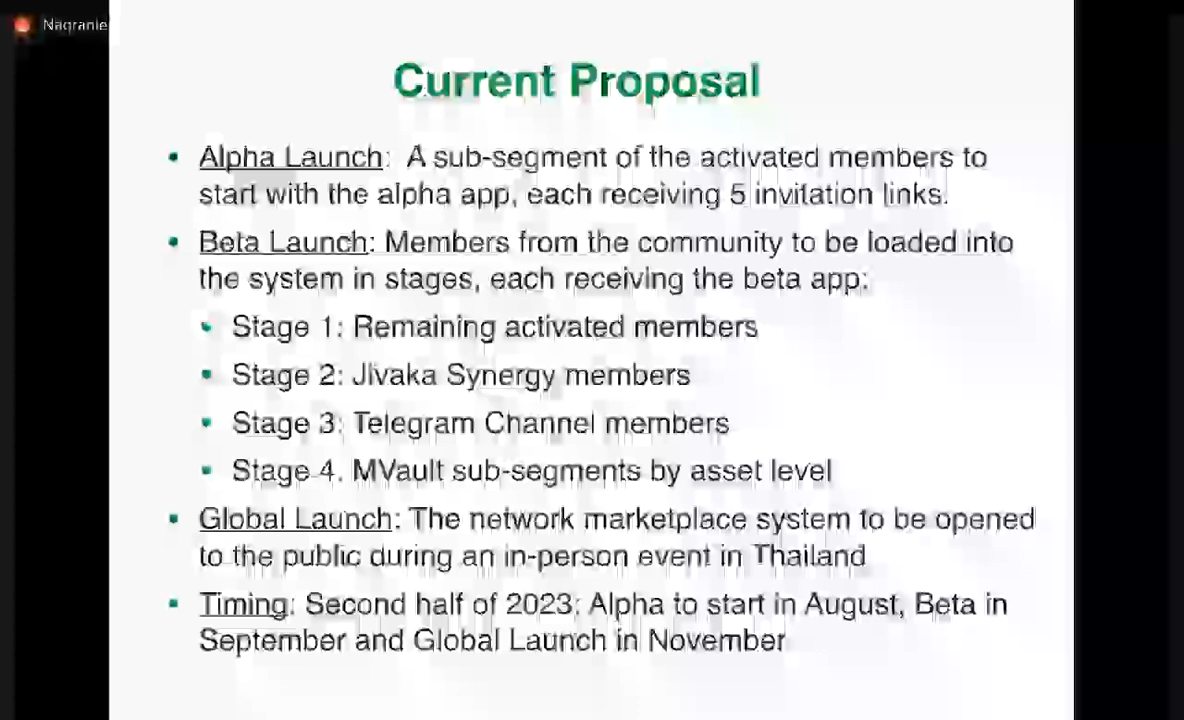 Nagranie
Current Proposal
• Alpha Launch: A sub-segment of the activated members to
start with the alpha app, each receiving 5 invitation links.
• Beta Launch: Members from the community to be loaded into
the system in stages, each receiving the beta app:
• Stage 1: Remaining activated members
• Stage 2: Jivaka Synergy members
• Stage 3: Telegram Channel members
• Stage 4. MVault sub-segments by asset level
• Global Launch: The network marketplace system to be opened
to the public during an in-person event in Thailand
• Timing: Second half of 2023; Alpha to start in August, Beta in
September and Global Launch in November